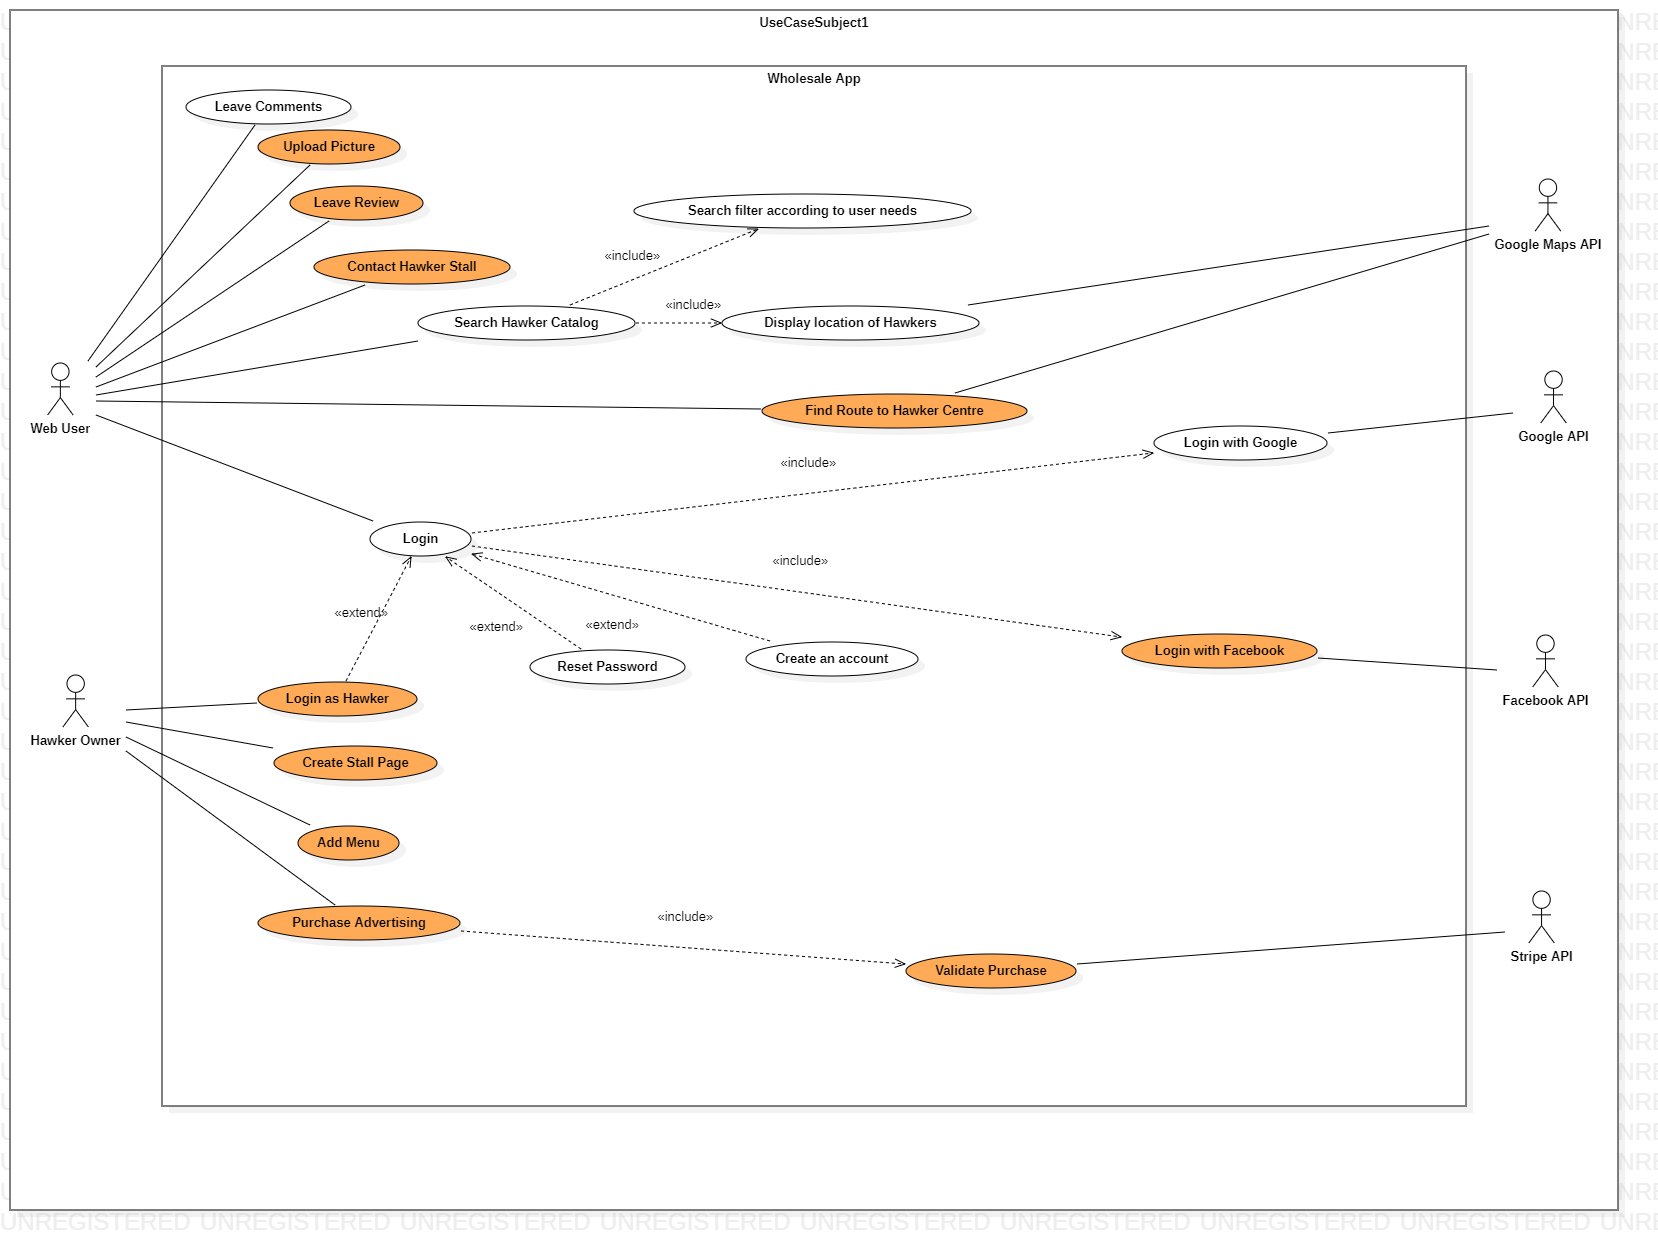 UseCaseSubject1
Wholesale App
Leave Comments
Upload Picture
Leave Review
Contact Hawker Stall
Search filter according to user needs
«include»
«include»
Search Hawker Catalog
Display location of Hawkers
Google Maps API
Web User
Find Route to Hawker Centre
Login with Google
Google API
«include»
Login
«include»
«extend»
«extend»
«extend»
Reset Password
Create an account
Login with Facebook
Facebook API
Login as Hawker
Hawker Owner
Create Stall Page
Add Menu
Purchase Advertising
«include»
Validate Purchase
Stripe API
UNREGISTERED UNREGISTERED UNREGISTERED UNREGISTERED UNREGISTERED UNREGISTERED UNREGISTERED UNREGISTERED UNRE